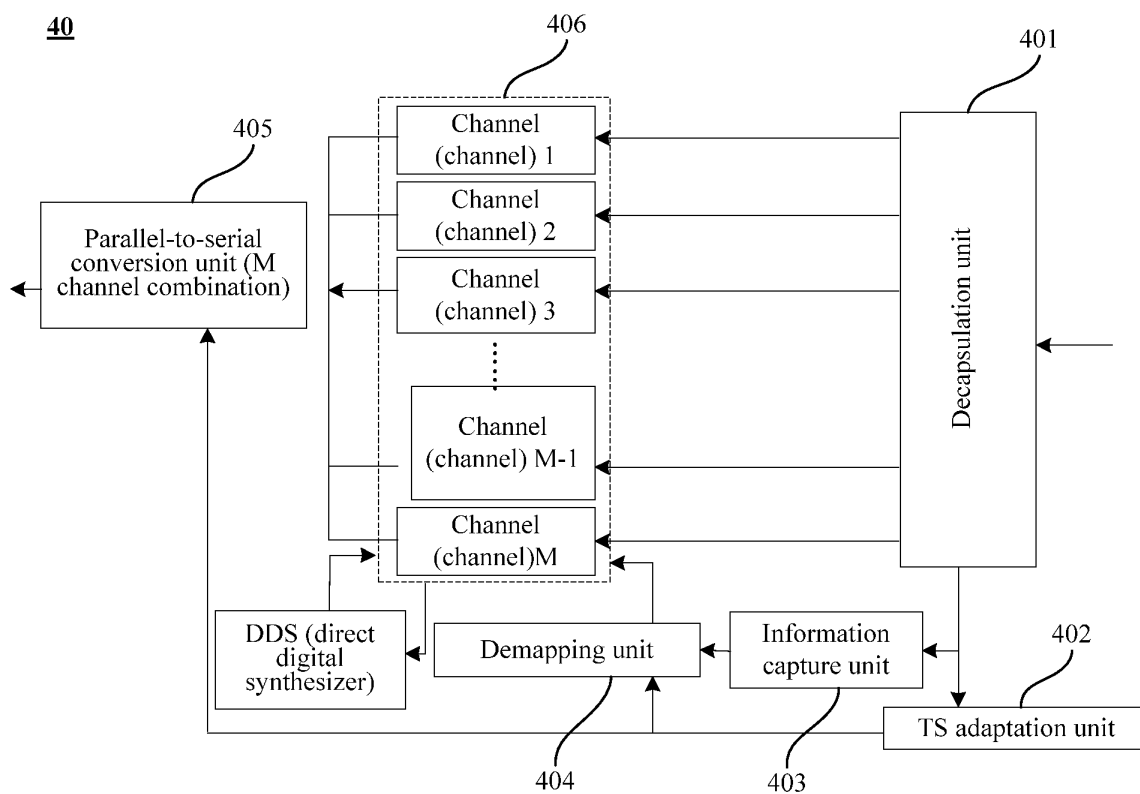 40
406
401
405
Channel
(channel) 1
Channel
(channel) 2
Channel
(channel) 3
Channel
(channel) M-1
Channel
(channel)M
Parallel-to-serial
conversion unit (M
channel combination)
Decapsulation unit
DDS (direct
digital
synthesizer)
Demapping unit
Information
capture unit
402
TS adaptation unit
404
403